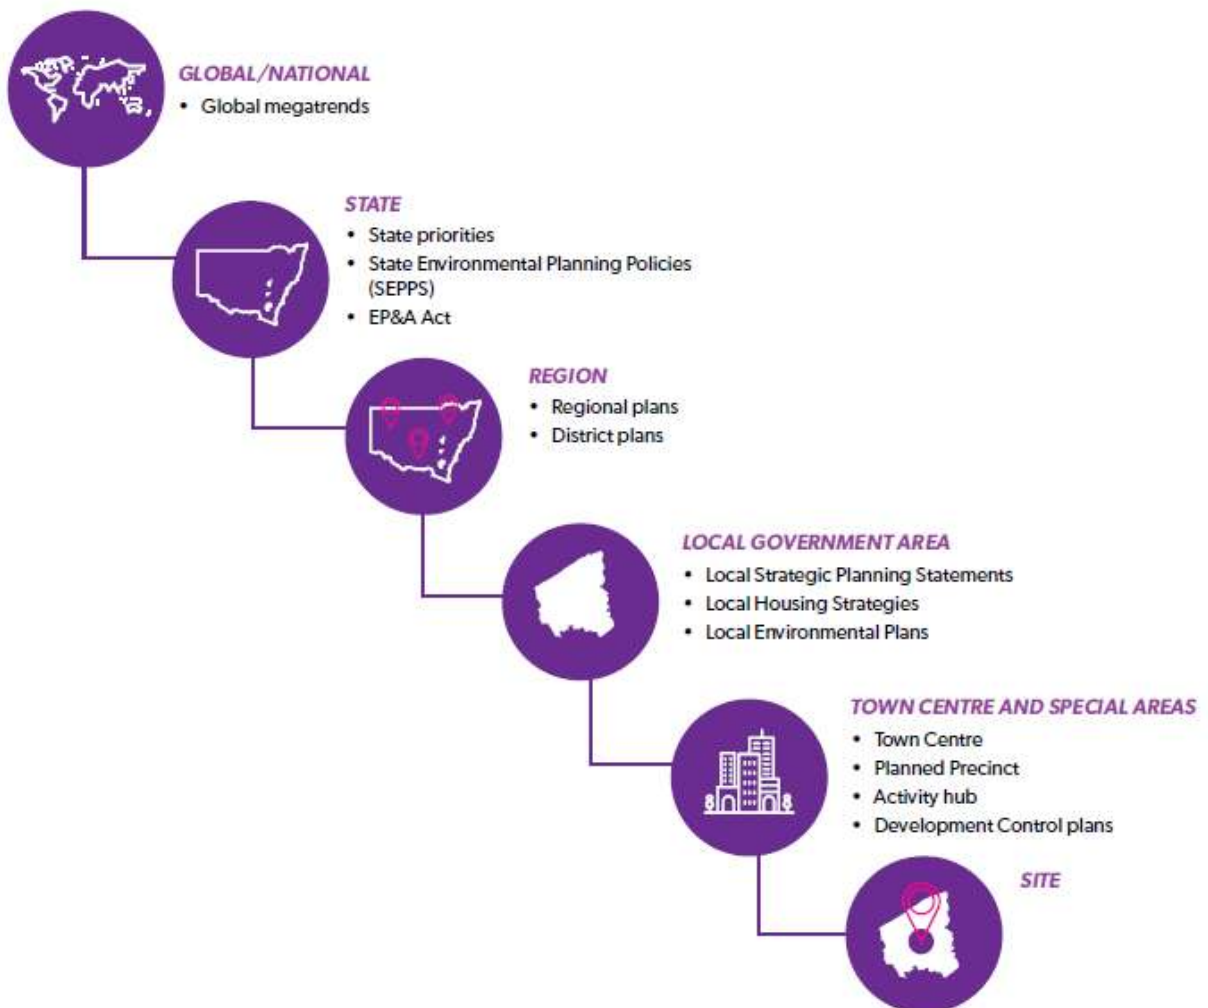 GLOBAL/NATIONAL
• Global megatrends
STATE
• State priorities
• State Environmental Planning Policies
(SEPPS)
• EP&A Act
REGION
• Regional plans
• District plans
LOCAL GOVERNMENT AREA
• Local Strategic Planning Statements
• Local Housing Strategies
• Local Environmental Plans
TOWN CENTRE AND SPECIAL AREAS
• Town Centre
• Planned Precinct
• Activity hub
• Development Control plans
SITE